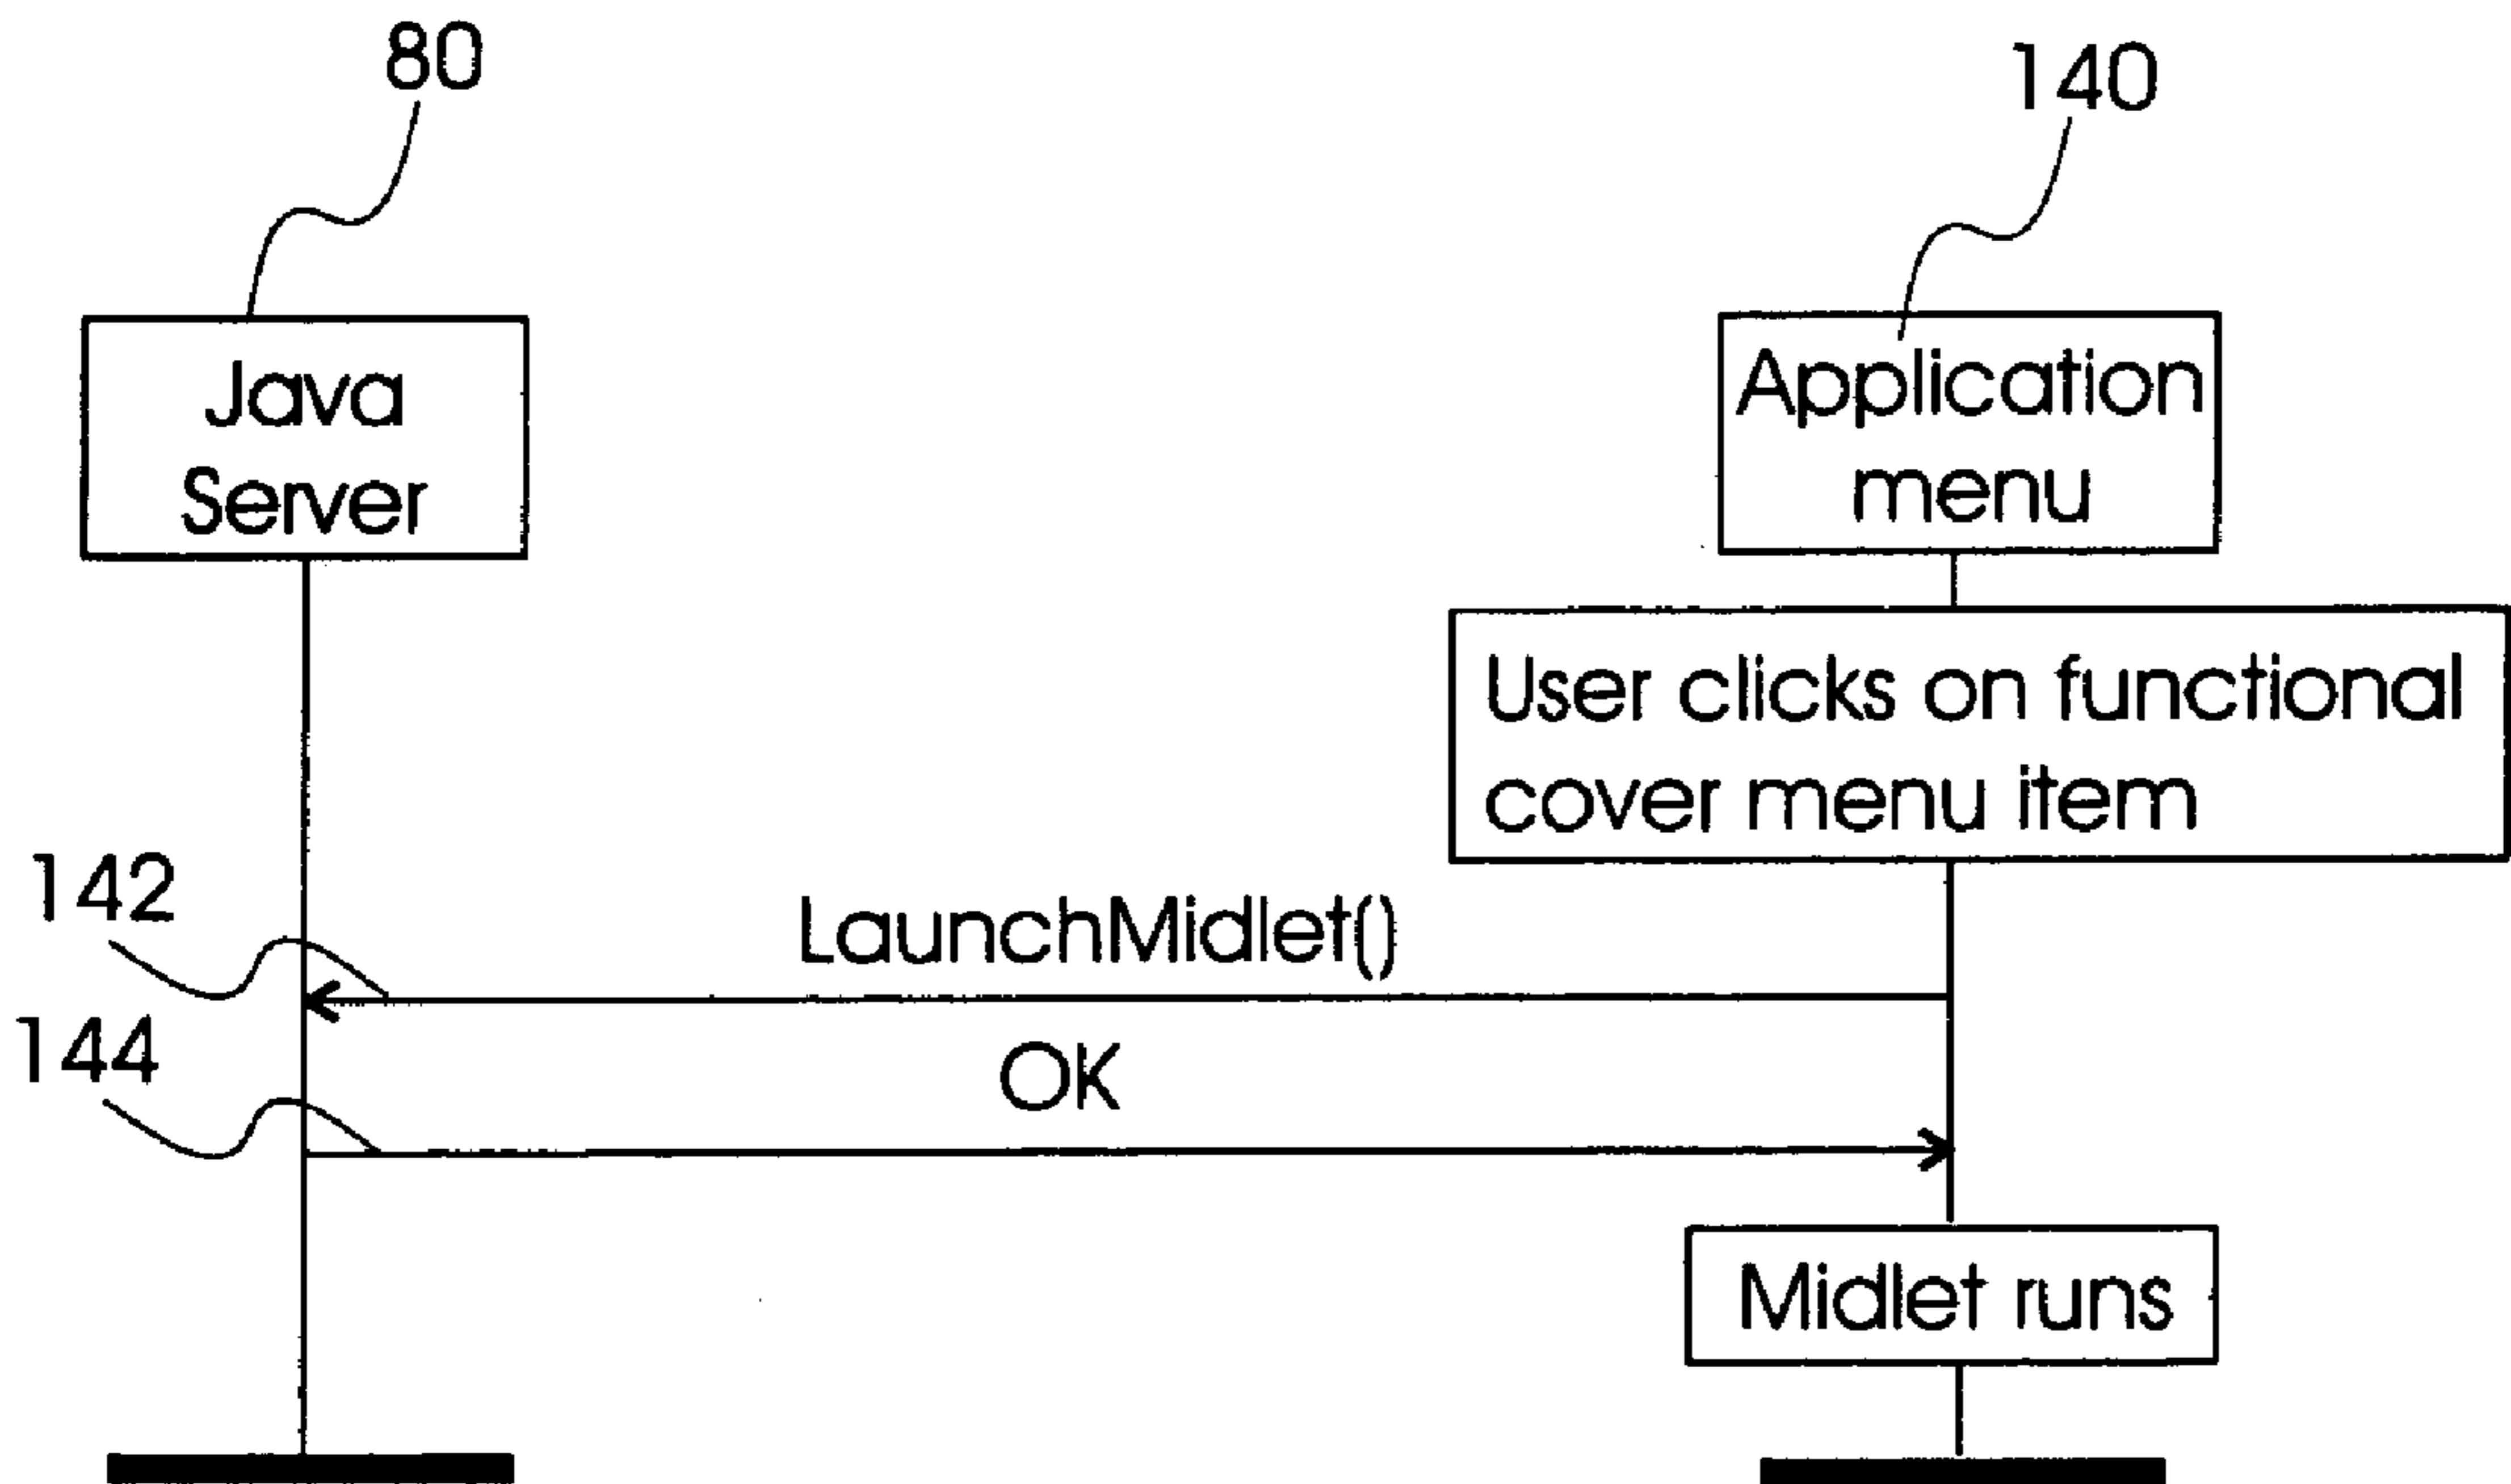 80
140
Java
Server
Application
menu
User clicks on functional
cover menu item
142
LaunchMidlet()
144
OK
Midlet runs